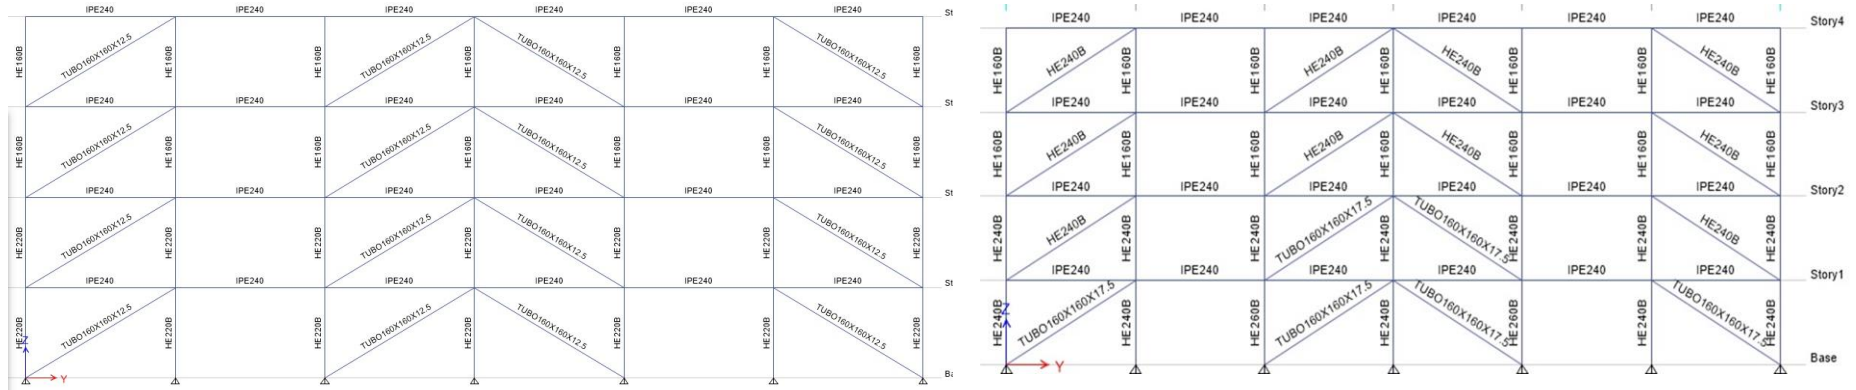 IPE240 IPE240 IPE240 IPE240 IPE240 IPE240 St
HE160B TUBO160X160X12.5 HE160B HE160B TUBO160X160X12.5 HE160B TUBO160X160X12.5 HE160B HE160B TUBO160X160X12.5 HE160B
IPE240 IPE240 IPE240 IPE240 IPE240 IPE240 St
HE160B TUBO160X160X12.5 HE160B HE160B TUBO160X160X12.5 HE160B TUBO160X160X12.5 HE160B HE160B TUBO160X160X12.5 HE160B
IPE240 IPE240 IPE240 IPE240 IPE240 IPE240 St
HE220B TUBO160X160X12.5 HE220B HE220B TUBO160X160X12.5 HE220B TUBO160X160X12.5 HE220B HE220B TUBO160X160X12.5 HE220B
IPE240 IPE240 IPE240 IPE240 IPE240 IPE240 St
HE220B TUBO160X160X12.5 HE220B HE220B TUBO160X160X12.5 HE220B TUBO160X160X12.5 HE220B HE220B TUBO160X160X12.5 HE220B
Z
Y Ba
IPE240 IPE240 IPE240 IPE240 IPE240 IPE240 Story4
HE160B HE240B HE160B HE160B HE240B HE160B HE240B HE160B HE160B HE240B HE160B
IPE240 IPE240 IPE240 IPE240 IPE240 IPE240 Story3
HE160B HE240B HE160B HE160B HE240B HE160B HE240B HE160B HE160B HE240B HE160B
IPE240 IPE240 IPE240 IPE240 IPE240 IPE240 Story2
HE240B HE240B HE240B HE240B TUBO160X160X17.5 HE240B TUBO160X160X17.5 HE240B HE240B HE240B HE240B
IPE240 IPE240 IPE240 IPE240 IPE240 IPE240 Story1
HE240B TUBO160X160X17.5 HE240B HE260B TUBO160X160X17.5 HE240B TUBO160X160X17.5 HE260B HE240B TUBO160X160X17.5 HE240B
Z
Y Base